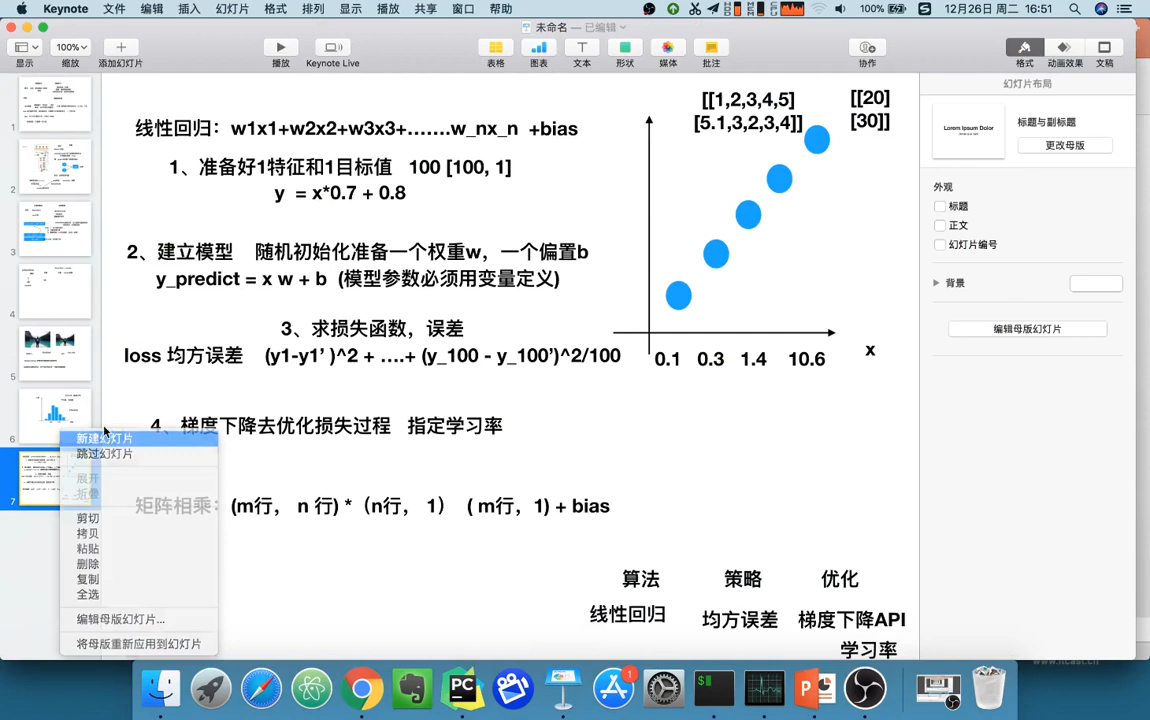 Keynote 文件 编辑 插入 幻灯片 格式 排列 显示 播放 共享 窗口 帮助 100% 12月26日 周二 16:51
未命名 — 已编辑
100% 
显示 缩放 添加幻灯片 播放 Keynote Live 表格 图表 文本 形状 媒体 批注 协作 格式 动画效果 文稿
幻灯片布局
Lorem Ipsum Dolor
标题与副标题
更改母版
外观
标题
正文
幻灯片编号
背景
编辑母版幻灯片
1
2
3
4
5
6
7
线性回归：w1x1+w2x2+w3x3+.......w_nx_n +bias
1、准备好1特征和1目标值 100 [100, 1]
y = x*0.7 + 0.8
2、建立模型 随机初始化准备一个权重w，一个偏置b
y_predict = x w + b (模型参数必须用变量定义)
3、求损失函数，误差
loss 均方误差 (y1-y1’ )^2 + ....+ (y_100 - y_100’)^2/100
4、梯度下降去优化损失过程 指定学习率
矩阵相乘：(m行， n 行) *（n行， 1） ( m行，1) + bias
[[1,2,3,4,5]
[5.1,3,2,3,4]]
[[20]
[30]]
0.1 0.3 1.4 10.6 x
算法 策略 优化
线性回归 均方误差 梯度下降API
学习率
新建幻灯片
跳过幻灯片
展开
折叠
剪切
拷贝
粘贴
删除
复制
全选
编辑母版幻灯片...
将母版重新应用到幻灯片
PC
1
www.itcast.cn